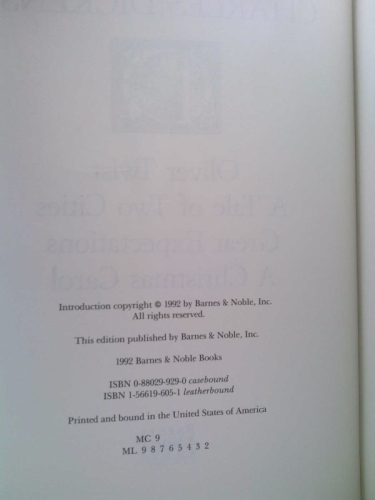 Introduction copyright © 1992 by Barnes & Noble, Inc.
All rights reserved.
This edition published by Barnes & Noble, Inc.
1992 Barnes & Noble Books
ISBN 0-88029-929-0 casebound
ISBN 1-56619-605-1 leatherbound
Printed and bound in the United States of America
MC 9
ML 9 8 7 6 5 4 3 2